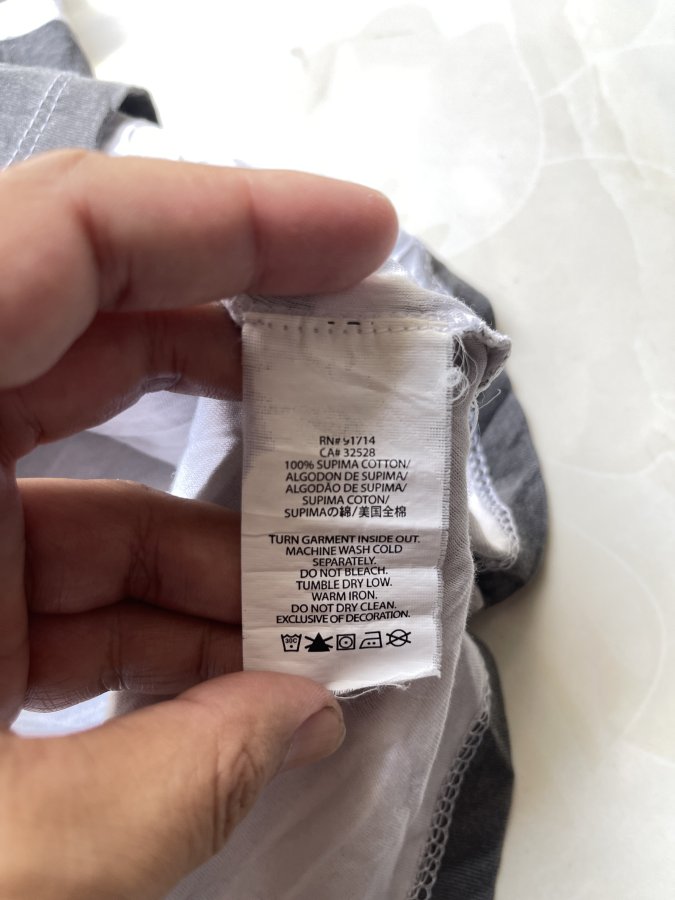 RN# 91714
CA# 32528
100% SUPIMA COTTON/
ALGODON DE SUPIMA/
ALGODÃO DE SUPIMA/
SUPIMA COTON/
SUPIMAの綿/美国全棉
TURN GARMENT INSIDE OUT.
MACHINE WASH COLD
SEPARATELY.
DO NOT BLEACH.
TUMBLE DRY LOW.
WARM IRON.
DO NOT DRY CLEAN.
EXCLUSIVE OF DECORATION.
30C